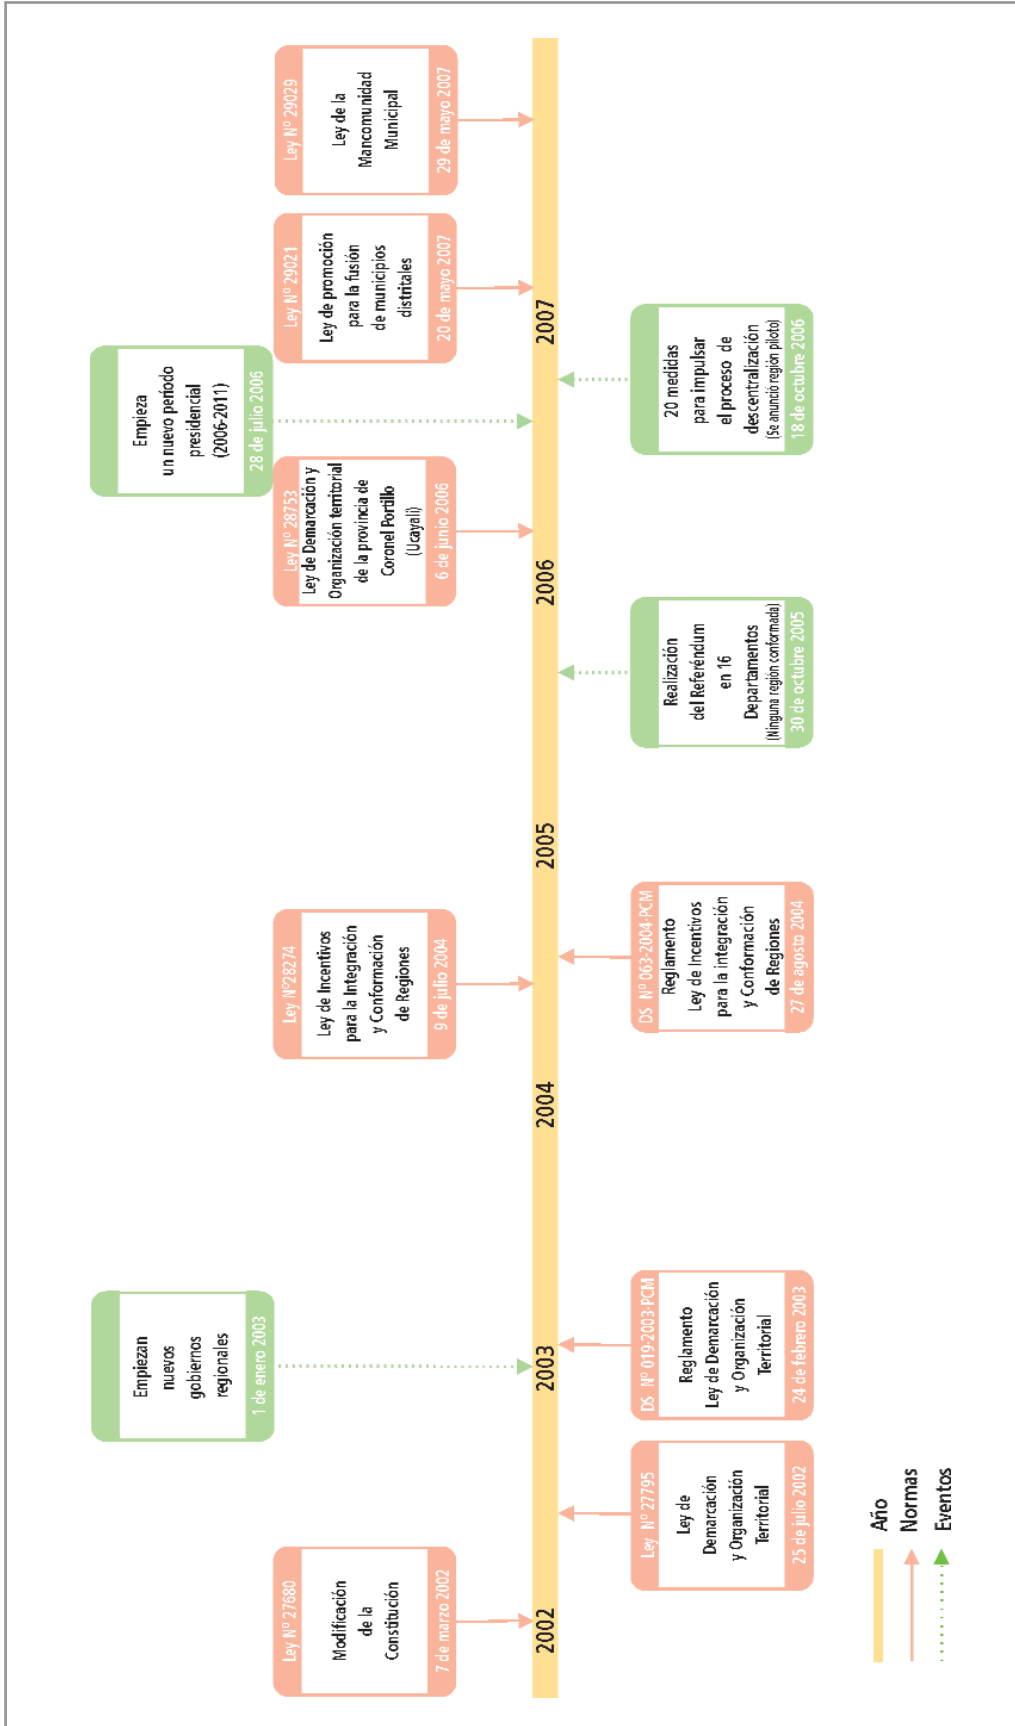 Empiezan
nuevos
gobiernos
regionales
1 de enero 2003
Empieza
un nuevo período
presidencial
(2006-2011)
28 de julio 2006
Ley Nº 27680
Modificación
de la
Constitución
7 de marzo 2002
Ley Nº28274
Ley de Incentivos
para la Integración
y Conformación
de Regiones
9 de julio 2004
Ley Nº 28753
Ley de Demarcación y
Organización territorial
de la provincia de
Coronel Portillo
(Ucayali)
6 de junio 2006
Ley Nº 29021
Ley de promoción
para la fusión
de municipios
distritales
20 de mayo 2007
Ley Nº 29029
Ley de la
Mancomunidad
Municipal
29 de mayo 2007
2002
2003
2004
2005
2006
2007
Ley Nº 27795
Ley de
Demarcación
y Organización
Territorial
25 de julio 2002
DS Nº 019-2003-PCM
Reglamento
Ley de Demarcación
y Organización
Territorial
24 de febrero 2003
DS Nº 063-2004-PCM
Reglamento
Ley de Incentivos
para la integración
y Conformación
de Regiones
27 de agosto 2004
Realización
del Referéndum
en 16
Departamentos
(Ninguna región conformada)
30 de octubre 2005
20 medidas
para impulsar
el proceso de
descentralización
(Se anunció región piloto)
18 de octubre 2006
Año
Normas
Eventos